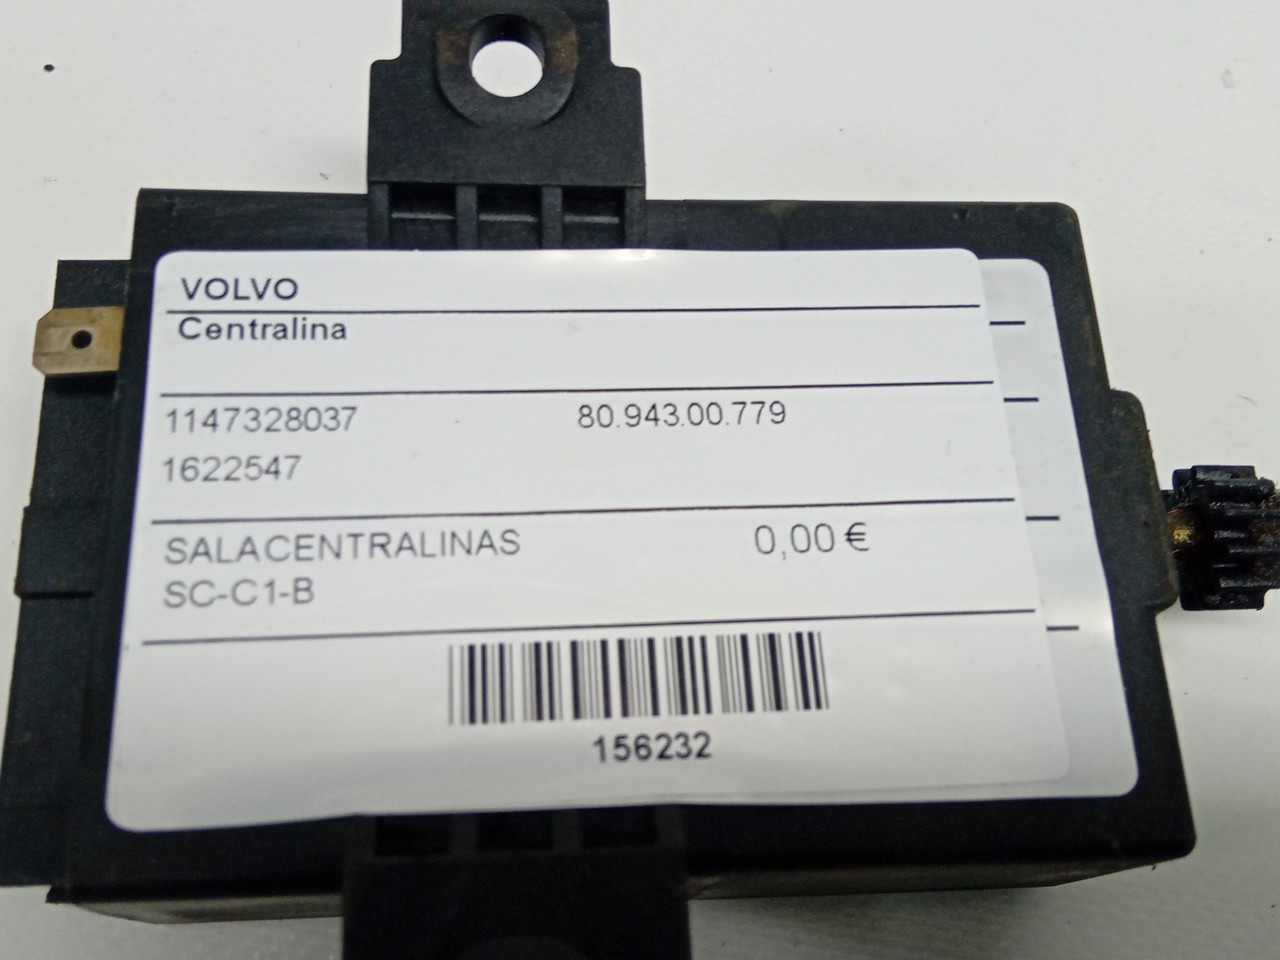 VOLVO
Centralina
1147328037 80.943.00.779
1622547
SALACENTRALINAS 0,00 €
SC-C1-B
156232